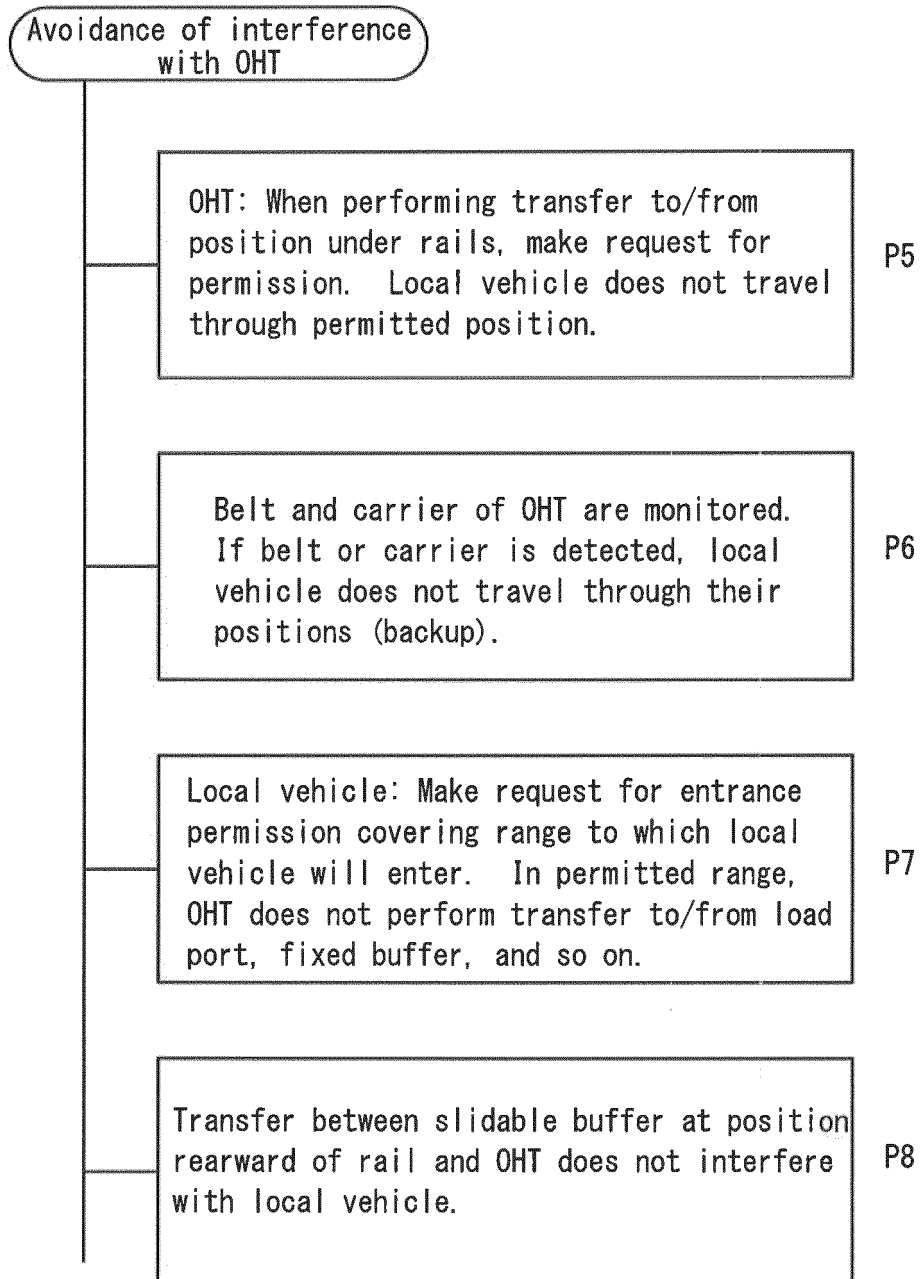 Avoidance of interference
with OHT
OHT: When performing transfer to/from
position under rails, make request for
permission. Local vehicle does not travel
through permitted position.
P5
Belt and carrier of OHT are monitored.
If belt or carrier is detected, local
vehicle does not travel through their
positions (backup).
P6
Local vehicle: Make request for entrance
permission covering range to which local
vehicle will enter. In permitted range,
OHT does not perform transfer to/from load
port, fixed buffer, and so on.
P7
Transfer between slidable buffer at position
rearward of rail and OHT does not interfere
with local vehicle.
P8